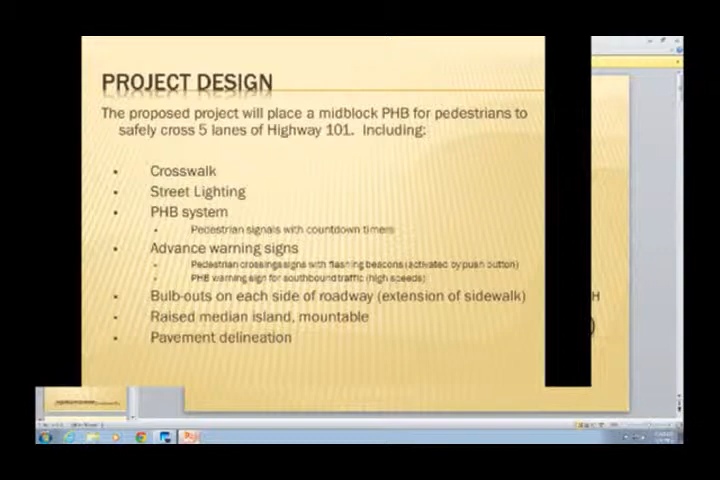 PROJECT DESIGN
The proposed project will place a midblock PHB for pedestrians to
safely cross 5 lanes of Highway 101. Including:
Crosswalk
Street Lighting
PHB system
Pedestrian signals with countdown timers
Advance warning signs
Pedestrian crossings signs with flashing beacons (activated by push button)
PHB warning sign for southbound traffic (high speeds)
Bulb-outs on each side of roadway (extension of sidewalk)
Raised median island, mountable
Pavement delineation
H
)